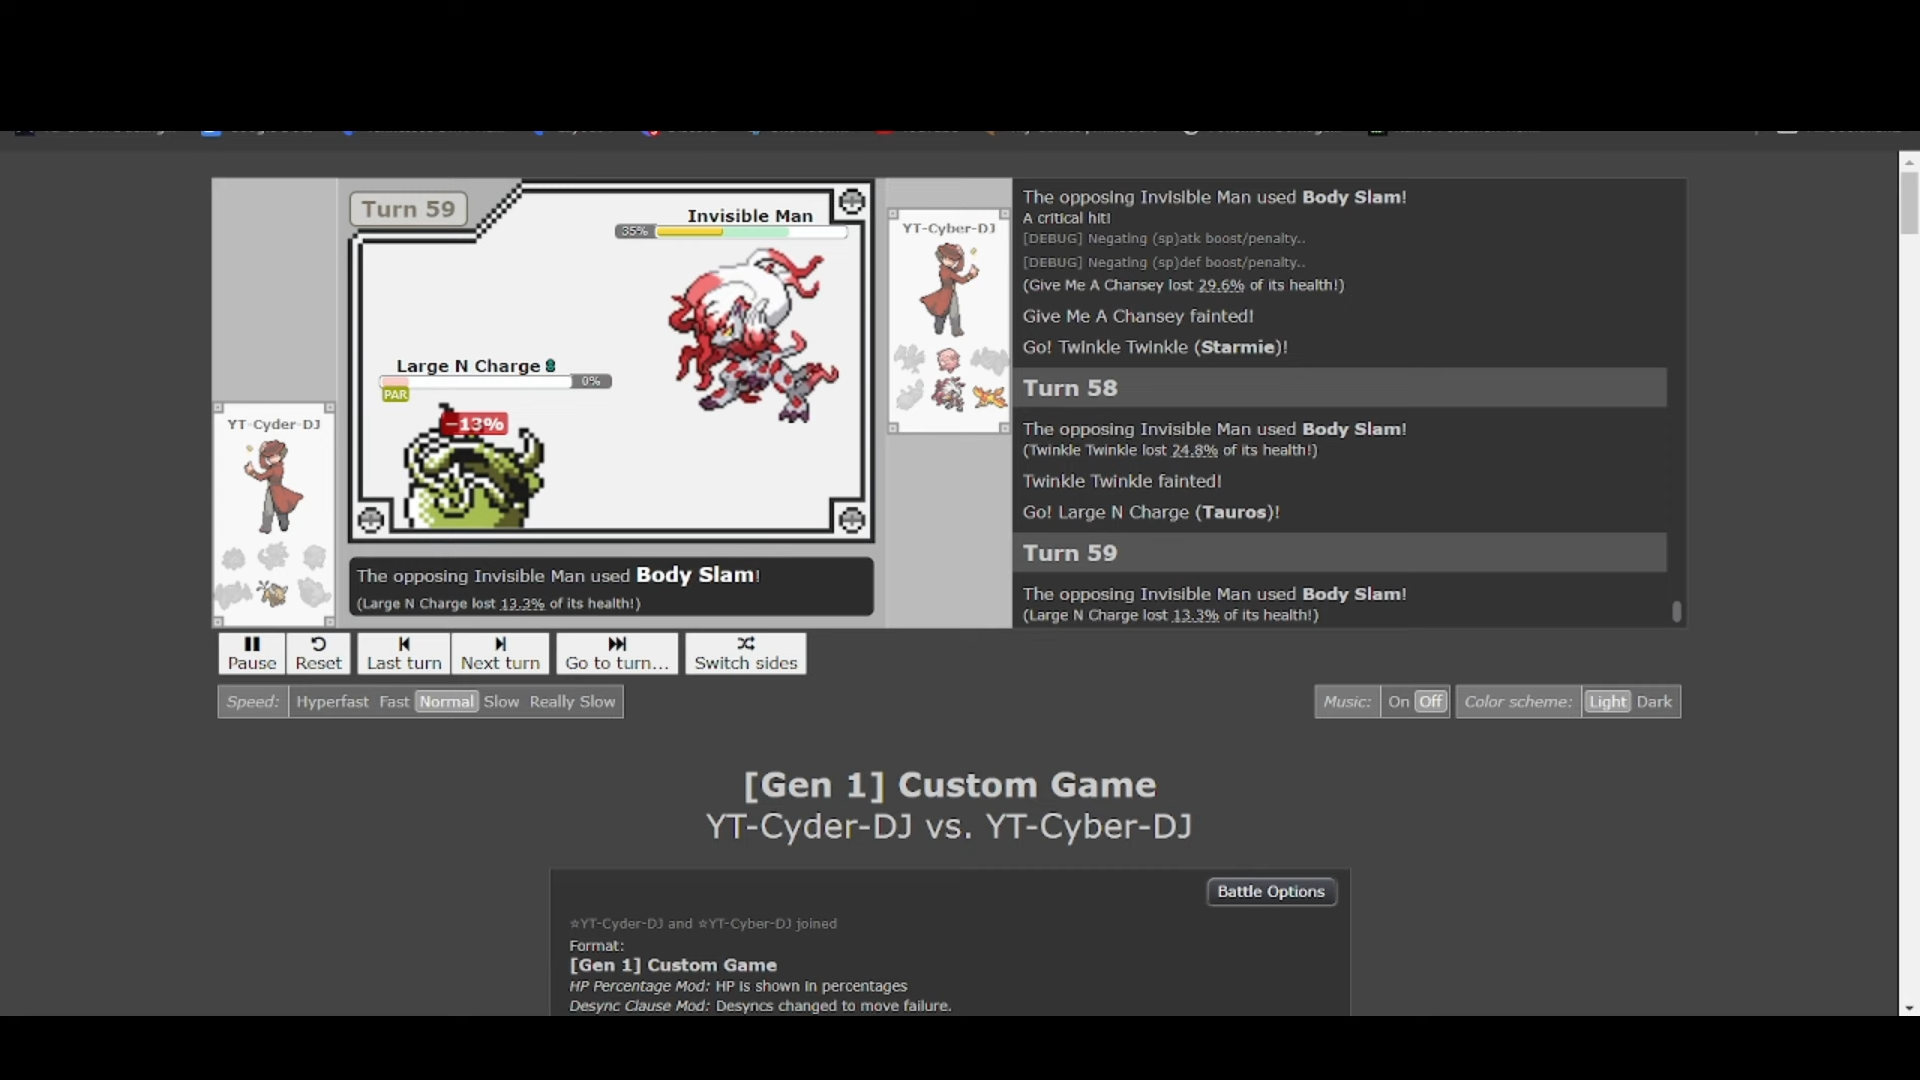 Turn 59
Invisible Man
35%
Large N Charge 8
0%
PAR
-13%
YT-Cyder-DJ
The opposing Invisible Man used Body Slam!
(Large N Charge lost 13.3% of its health!)
YT-Cyber-DJ
The opposing Invisible Man used Body Slam!
A critical hit!
[DEBUG] Negating (sp)atk boost/penalty..
[DEBUG] Negating (sp)def boost/penalty..
(Give Me A Chansey lost 29.6% of its health!)
Give Me A Chansey fainted!
Go! Twinkle Twinkle (Starmie)!
Turn 58
The opposing Invisible Man used Body Slam!
(Twinkle Twinkle lost 24.8% of its health!)
Twinkle Twinkle fainted!
Go! Large N Charge (Tauros)!
Turn 59
The opposing Invisible Man used Body Slam!
(Large N Charge lost 13.3% of its health!)
Pause Reset Last turn Next turn Go to turn... Switch sides
Speed: Hyperfast Fast Normal Slow Really Slow
Music: On Off Color scheme: Light Dark
[Gen 1] Custom Game
YT-Cyder-DJ vs. YT-Cyber-DJ
Battle Options
☆YT-Cyder-DJ and ☆YT-Cyber-DJ joined
Format:
[Gen 1] Custom Game
HP Percentage Mod: HP is shown in percentages
Desync Clause Mod: Desyncs changed to move failure.